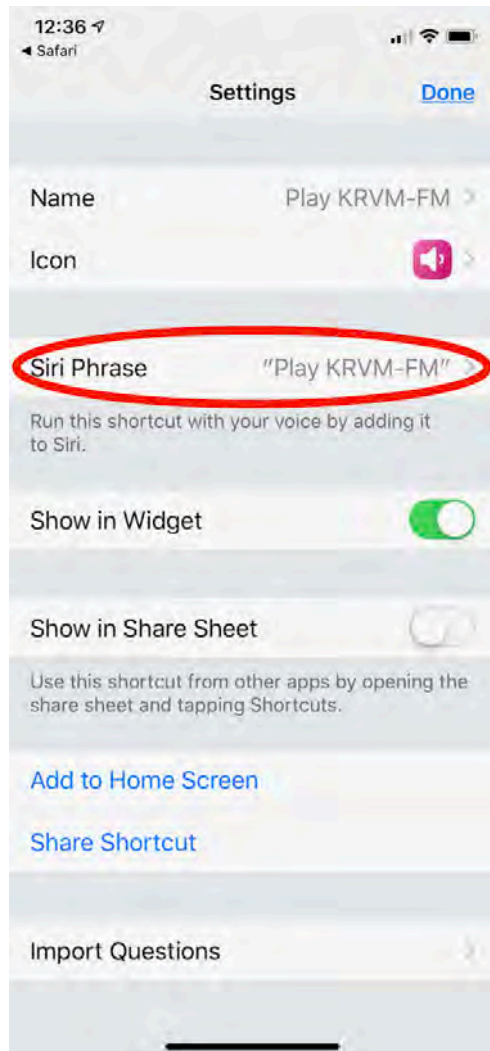 12:36
Safari
Settings
Done
Name
Play KRVM-FM
Icon
Siri Phrase
"Play KRVM-FM"
Run this shortcut with your voice by adding it
to Siri.
Show in Widget
Show in Share Sheet
Use this shortcut from other apps by opening the
share sheet and tapping Shortcuts.
Add to Home Screen
Share Shortcut
Import Questions